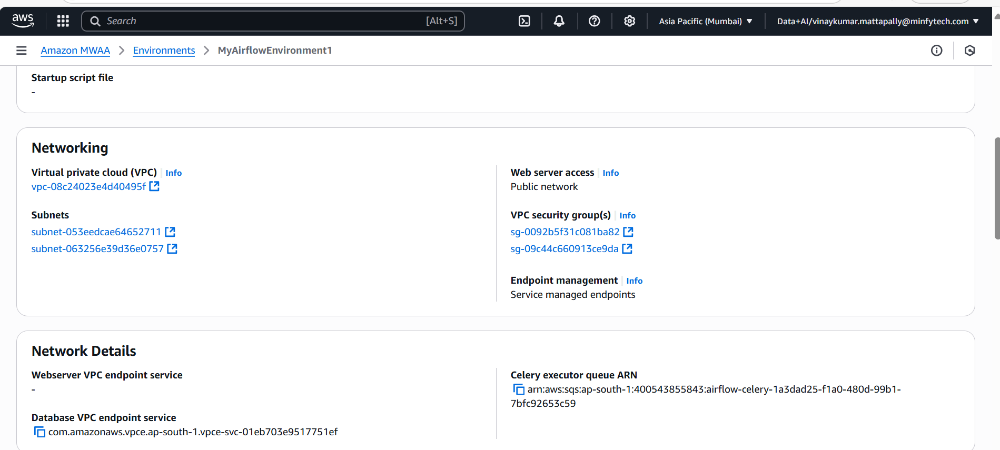 aws
Search [Alt+S]
Asia Pacific (Mumbai)
Data+AI/vinaykumar.mattapally@minfytech.com
Amazon MWAA > Environments > MyAirflowEnvironment1
Startup script file
-
Networking
Virtual private cloud (VPC) Info
vpc-08c24023e4d40495f
Subnets
subnet-053eedcae64652711
subnet-063256e39d36e0757
Web server access Info
Public network
VPC security group(s) Info
sg-0092b5f31c081ba82
sg-09c44c660913ce9da
Endpoint management Info
Service managed endpoints
Network Details
Webserver VPC endpoint service
-
Database VPC endpoint service
com.amazonaws.vpce.ap-south-1.vpce-svc-01eb703e9517751ef
Celery executor queue ARN
arn:aws:sqs:ap-south-1:400543855843:airflow-celery-1a3dad25-f1a0-480d-99b1-
7bfc92653c59